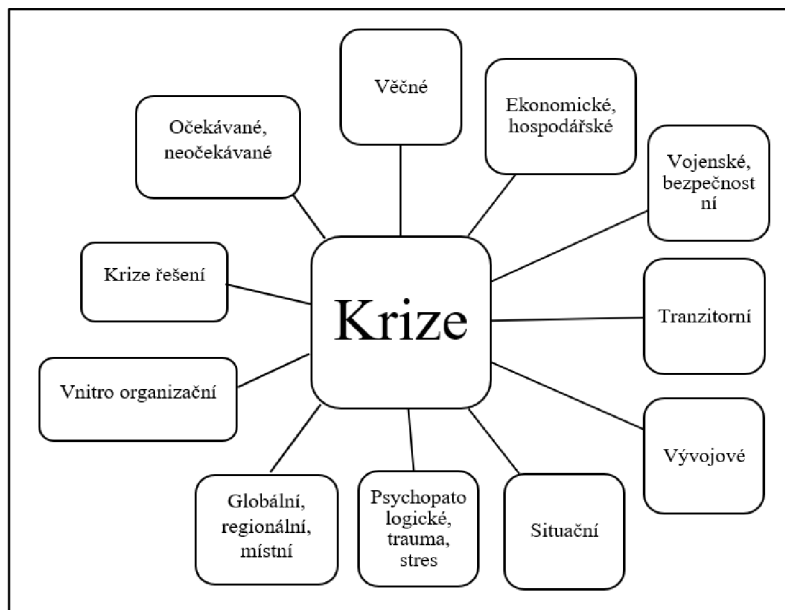 Věčné
Ekonomické,
hospodářské
Očekávané,
neočekávané
Vojenské,
bezpečnost
ní
Krize řešení
Krize
Tranzitorní
Vnitro organizační
Vývojové
Globální,
regionální,
místní
Psychopato
logické,
trauma,
stres
Situační